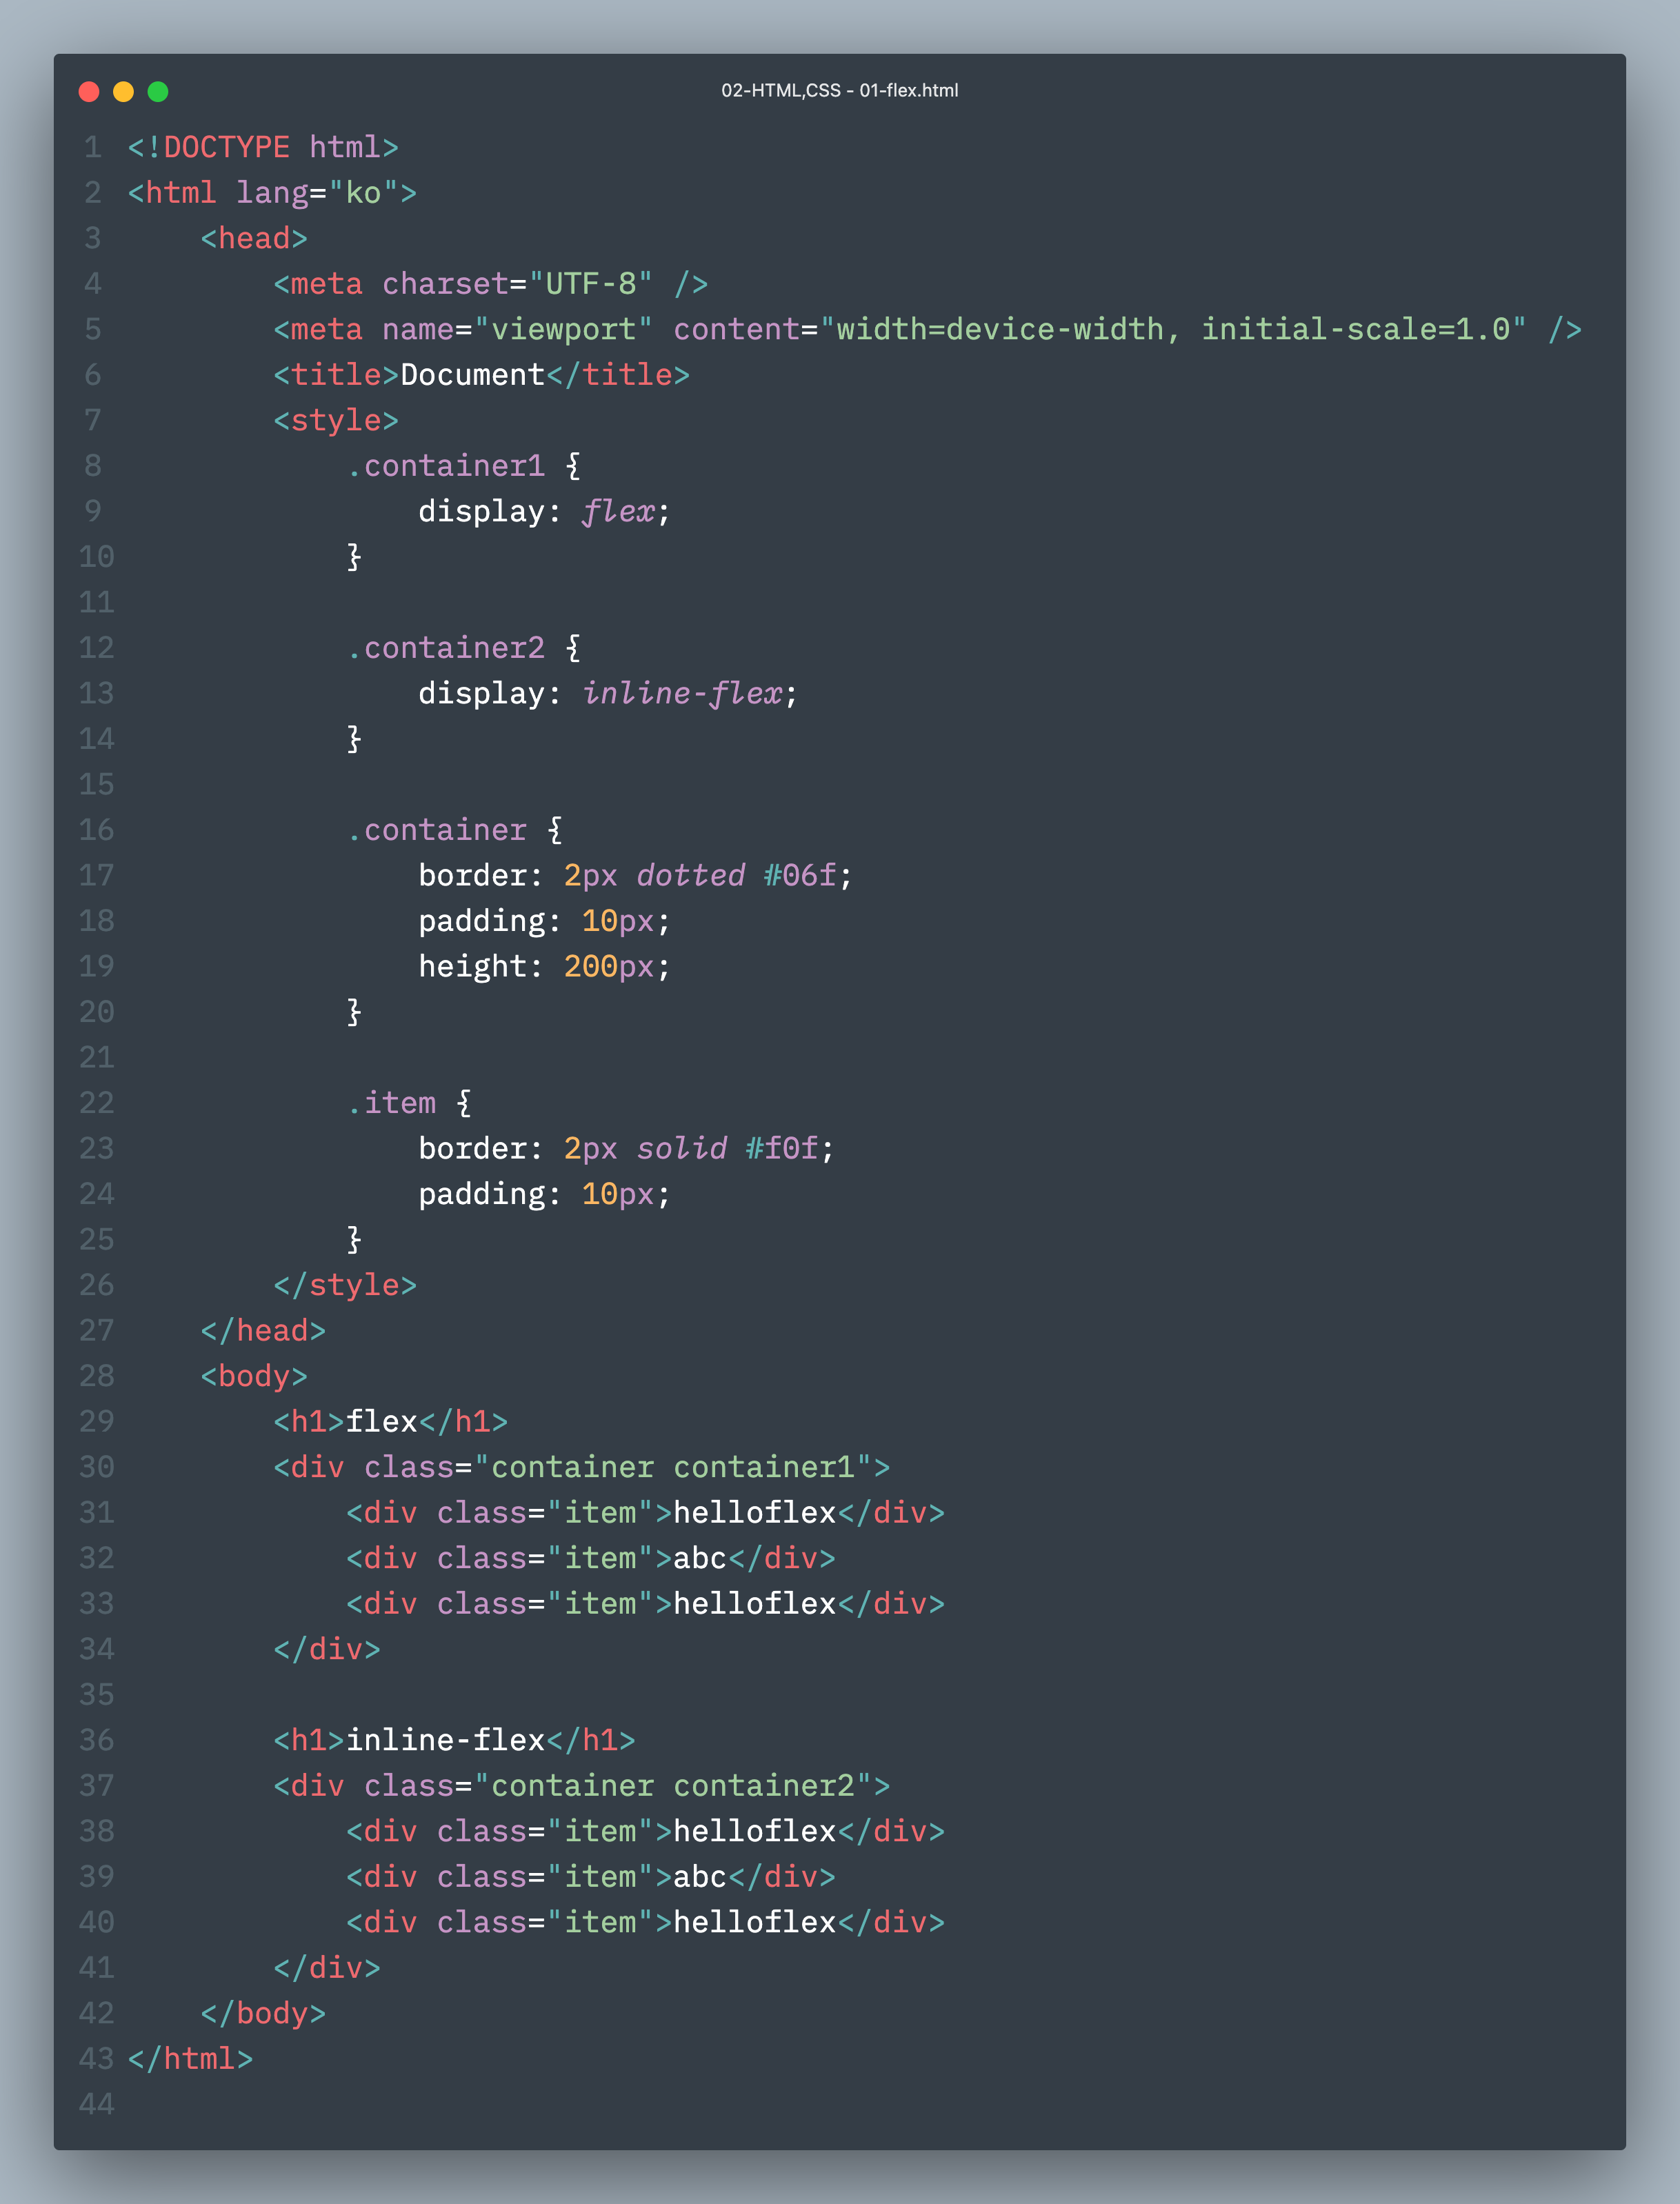 02-HTML,CSS - 01-flex.html
1 <!DOCTYPE html>
2 <html lang="ko">
3     <head>
4         <meta charset="UTF-8" />
5         <meta name="viewport" content="width=device-width, initial-scale=1.0" />
6         <title>Document</title>
7         <style>
8             .container1 {
9                 display: flex;
10             }
11
12             .container2 {
13                 display: inline-flex;
14             }
15
16             .container {
17                 border: 2px dotted #06f;
18                 padding: 10px;
19                 height: 200px;
20             }
21
22             .item {
23                 border: 2px solid #f0f;
24                 padding: 10px;
25             }
26         </style>
27     </head>
28     <body>
29         <h1>flex</h1>
30         <div class="container container1">
31             <div class="item">helloflex</div>
32             <div class="item">abc</div>
33             <div class="item">helloflex</div>
34         </div>
35
36         <h1>inline-flex</h1>
37         <div class="container container2">
38             <div class="item">helloflex</div>
39             <div class="item">abc</div>
40             <div class="item">helloflex</div>
41         </div>
42     </body>
43 </html>
44